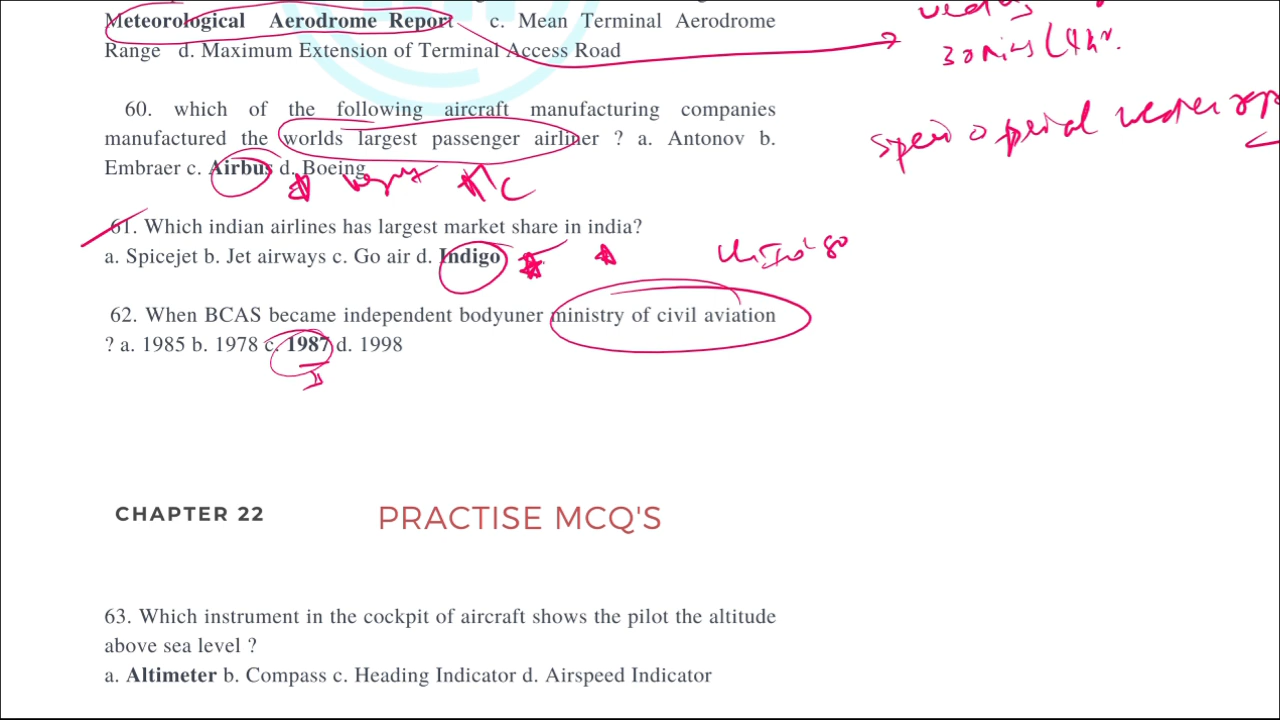 Meteorological Aerodrome Report c. Mean Terminal Aerodrome
Range d. Maximum Extension of Terminal Access Road
30 mins
60. which of the following aircraft manufacturing companies
manufactured the worlds largest passenger airliner ? a. Antonov b.
Embraer c. Airbus d. Boeing
61. Which indian airlines has largest market share in india?
a. Spicejet b. Jet airways c. Go air d. Indigo
62. When BCAS became independent bodyuner ministry of civil aviation
? a. 1985 b. 1978 c. 1987 d. 1998
CHAPTER 22 PRACTISE MCQ'S
63. Which instrument in the cockpit of aircraft shows the pilot the altitude
above sea level ?
a. Altimeter b. Compass c. Heading Indicator d. Airspeed Indicator